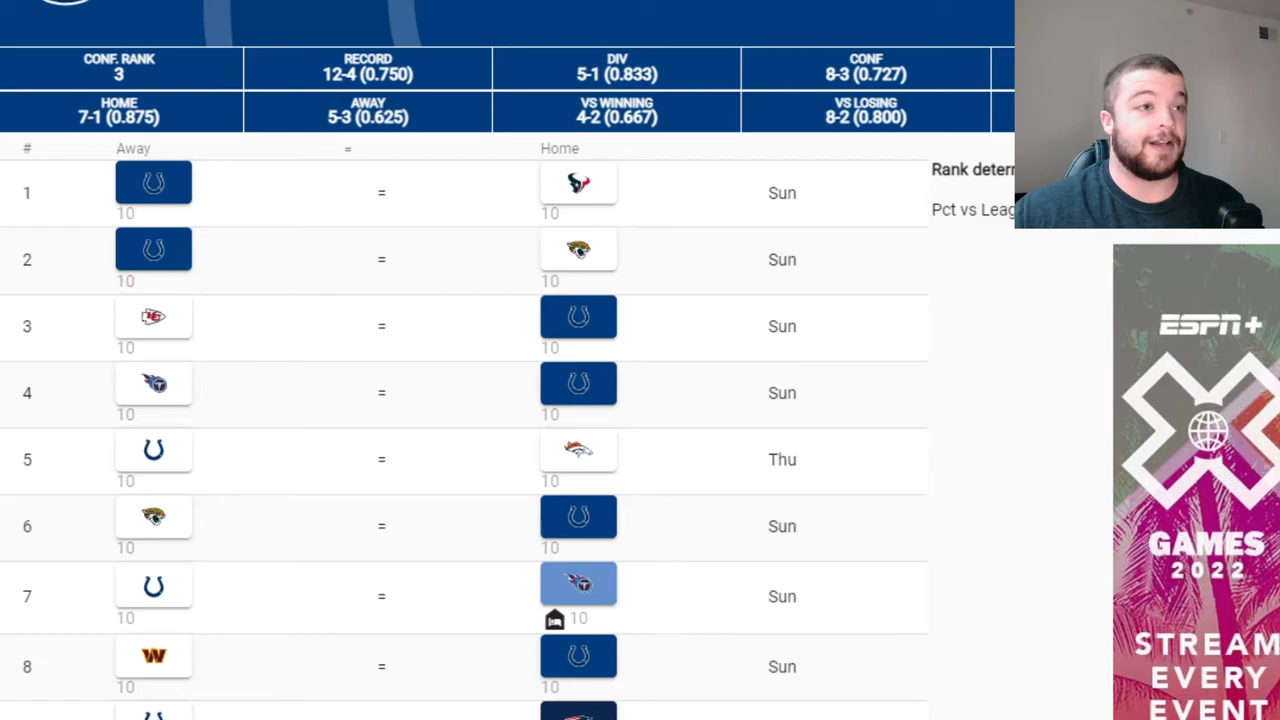 CONF. RANK
3
RECORD
12-4 (0.750)
DIV
5-1 (0.833)
CONF
8-3 (0.727)
HOME
7-1 (0.875)
AWAY
5-3 (0.625)
VS WINNING
4-2 (0.667)
VS LOSING
8-2 (0.800)
# Away = Home
1 = Sun
10 10
2 = Sun
10 10
3 = Sun
10 10
4 = Sun
10 10
5 = Thu
10 10
6 = Sun
10 10
7 = Sun
10 10
8 W = Sun
10 10
Rank deterr
Pct vs Leag
ESPN+
X
GAMES
2022
STREAM
EVERY
EVENT